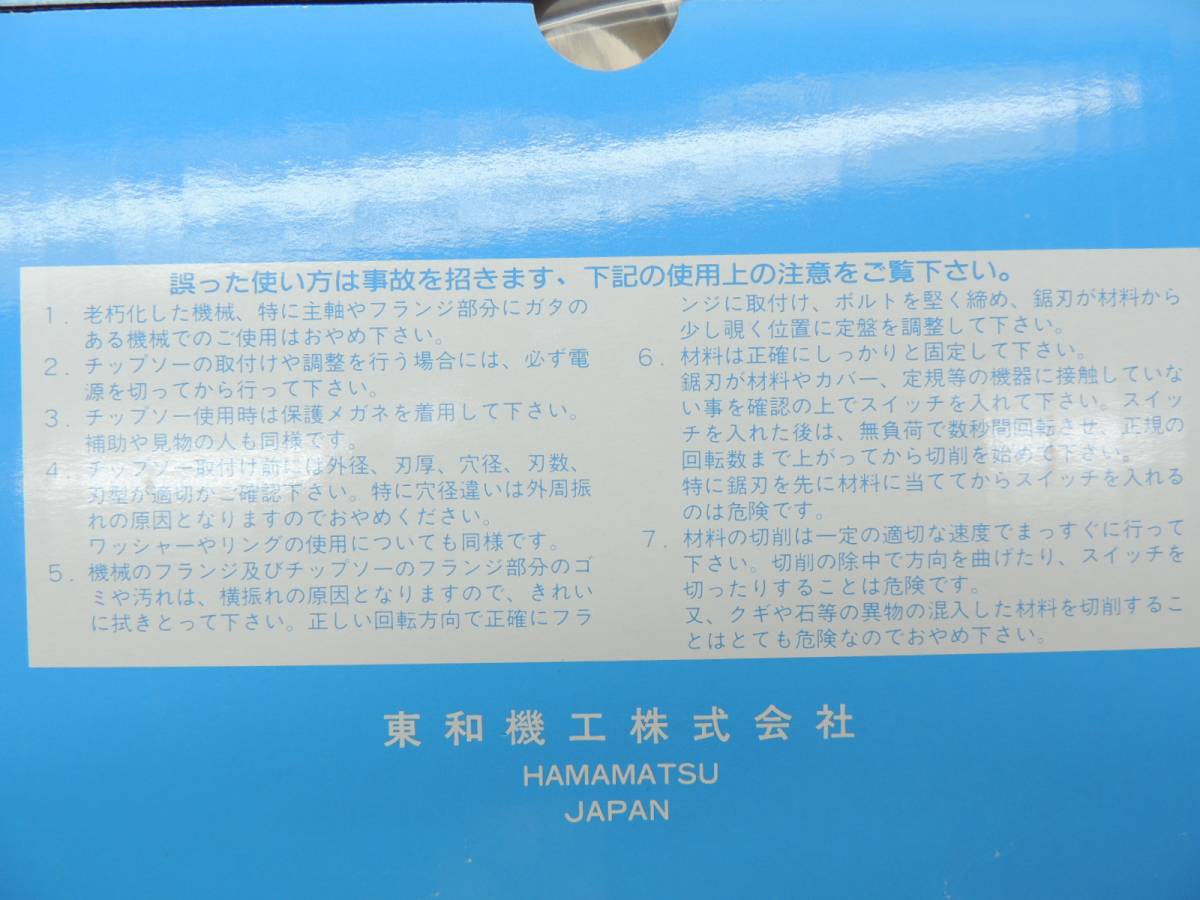 誤った使い方は事故を招きます、下記の使用上の注意をご覧下さい。
1. 老朽化した機械、特に主軸やフランジ部分にガタの
ある機械でのご使用はおやめ下さい。
2. チップソーの取付けや調整を行う場合には、必ず電
源を切ってから行って下さい。
3. チップソー使用時は保護メガネを着用して下さい。
補助や見物の人も同様です。
4. チップソー取付け前には外径、刃厚、穴径、刃数、
刃型が適切かご確認下さい。特に穴径違いは外周振
れの原因となりますのでおやめください。
ワッシャーやリングの使用についても同様です。
5. 機械のフランジ及びチップソーのフランジ部分のゴ
ミや汚れは、横振れの原因となりますので、きれい
に拭きとって下さい。正しい回転方向で正確にフラ
ンジに取付け、ボルトを堅く締め、鋸刃が材料から
少し覗く位置に定盤を調整して下さい。
6. 材料は正確にしっかりと固定して下さい。
鋸刃が材料やカバー、定規等の機器に接触していな
い事を確認の上でスイッチを入れて下さい。スイッ
チを入れた後は、無負荷で数秒間回転させ、正規の
回転数まで上がってから切削を始めて下さい。
特に鋸刃を先に材料に当ててからスイッチを入れる
のは危険です。
7. 材料の切削は一定の適切な速度でまっすぐに行って
下さい。切削の除中で方向を曲げたり、スイッチを
切ったりすることは危険です。
又、クギや石等の異物の混入した材料を切削するこ
とはとても危険なのでおやめ下さい。
東和機工株式会社
HAMAMATSU
JAPAN